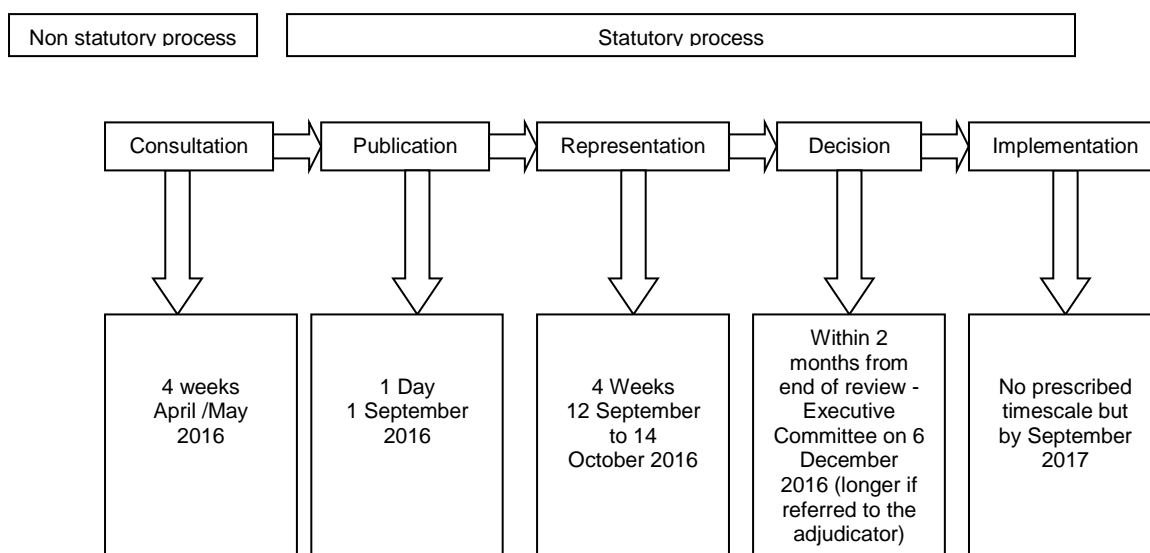 Non statutory process
Statutory process
Consultation
Publication
Representation
Decision
Implementation
4 weeks
April /May
2016
1 Day
1 September
2016
4 Weeks
12 September
to 14
October 2016
Within 2
months from
end of review -
Executive
Committee on 6
December
2016 (longer if
referred to the
adjudicator)
No prescribed
timescale but
by September
2017